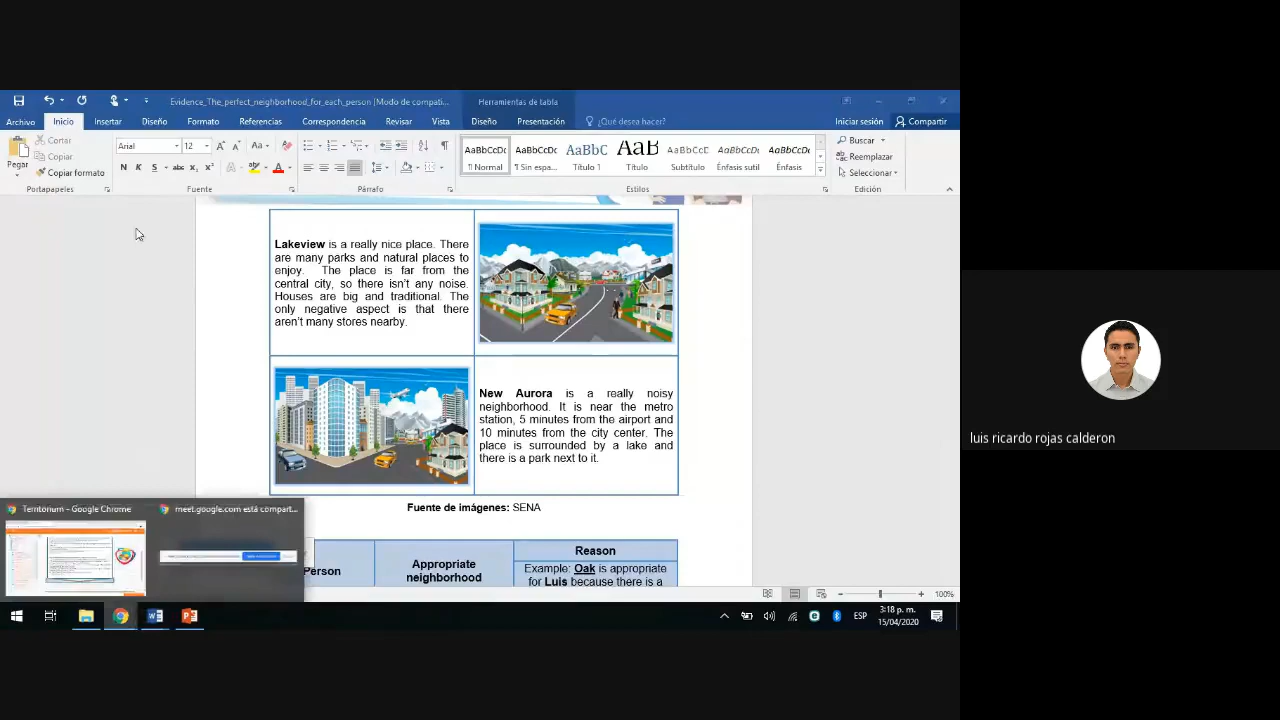 Evidence_The_perfect_neighborhood_for_each_person [Modo de compati...
Herramientas de tabla
Archivo Inicio Insertar Diseño Formato Referencias Correspondencia Revisar Vista Diseño Presentación ¿Qué desea hacer? Iniciar sesión Compartir
Pegar
Cortar
Copiar
Copiar formato
Portapapeles
Arial 12
Fuente
Párrafo
AaBbCcDc AaBbCcDc AaBbC AaB AaBbCcE AaBbCcDc AaBbCcDc
¶ Normal ¶ Sin espa... Título 1 Título Subtítulo Énfasis sutil Énfasis
Estilos
Buscar
Reemplazar
Seleccionar
Edición
Lakeview is a really nice place. There
are many parks and natural places to
enjoy. The place is far from the
central city, so there isn't any noise.
Houses are big and traditional. The
only negative aspect is that there
aren't many stores nearby.
New Aurora is a really noisy
neighborhood. It is near the metro
station, 5 minutes from the airport and
10 minutes from the city center. The
place is surrounded by a lake and
there is a park next to it.
Fuente de imágenes: SENA
Person
Appropriate
neighborhood
Reason
Example: Oak is appropriate
for Luis because there is a
Territorium - Google Chrome
meet.google.com está compart...
100%
ESP
3:18 p. m.
15/04/2020
luis ricardo rojas calderon